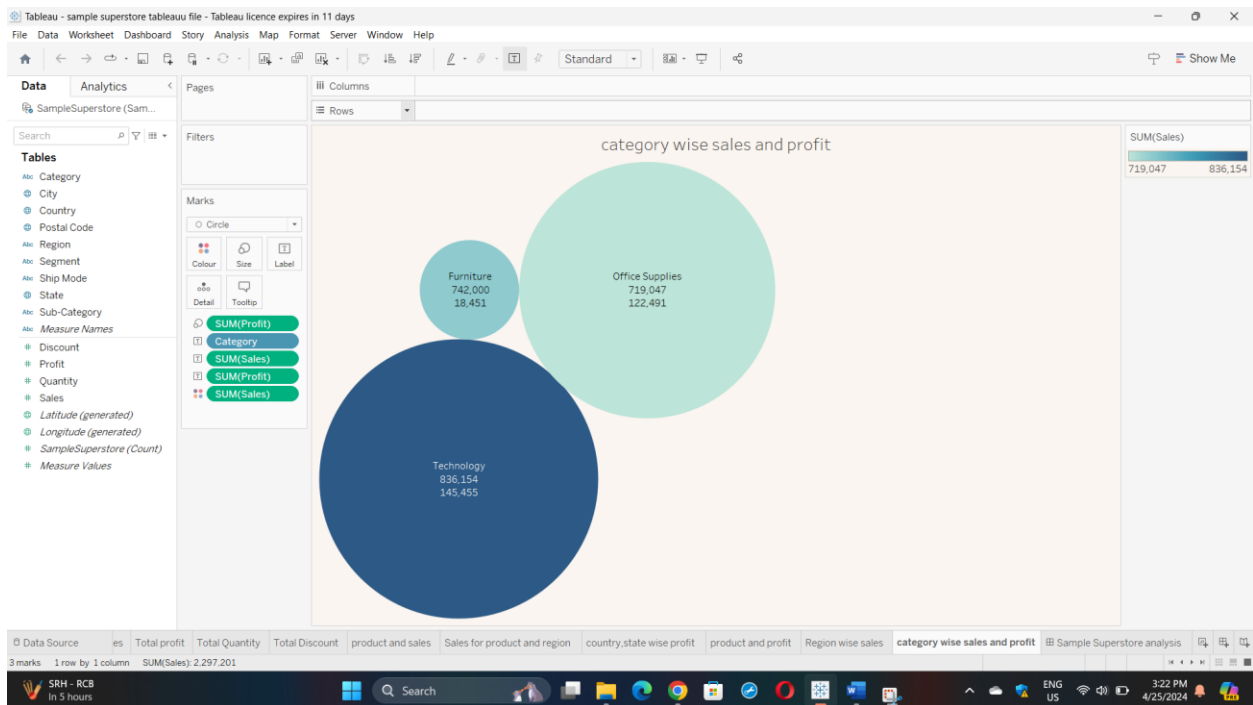 Tableau - sample superstore tableauu file - Tableau licence expires in 11 days
File Data Worksheet Dashboard Story Analysis Map Format Server Window Help
Standard
Show Me
Data Analytics
SampleSuperstore (Sam...
Search
Tables
Abc Category
City
Country
Postal Code
Abc Region
Abc Segment
Abc Ship Mode
State
Abc Sub-Category
Abc Measure Names
# Discount
# Profit
# Quantity
# Sales
Latitude (generated)
Longitude (generated)
# SampleSuperstore (Count)
# Measure Values
Pages
Filters
Marks
Circle
Colour Size Label
Detail Tooltip
SUM(Profit)
Category
SUM(Sales)
SUM(Profit)
SUM(Sales)
Columns
Rows
category wise sales and profit
Furniture
742,000
18,451
Office Supplies
719,047
122,491
Technology
836,154
145,455
SUM(Sales)
719,047 836,154
Data Source es Total profit Total Quantity Total Discount product and sales Sales for product and region country,state wise profit product and profit Region wise sales category wise sales and profit Sample Superstore analysis
3 marks 1 row by 1 column SUM(Sales): 2,297,201
SRH - RCB
In 5 hours
Search
ENG
US
3:22 PM
4/25/2024
PRE